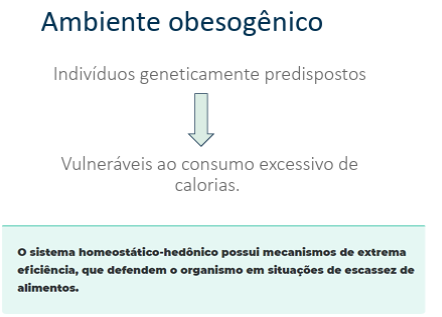 Ambiente obesogênico
Indivíduos geneticamente predispostos
Vulneráveis ao consumo excessivo de
calorias.
O sistema homeostático-hedônico possui mecanismos de extrema
eficiência, que defendem o organismo em situações de escassez de
alimentos.